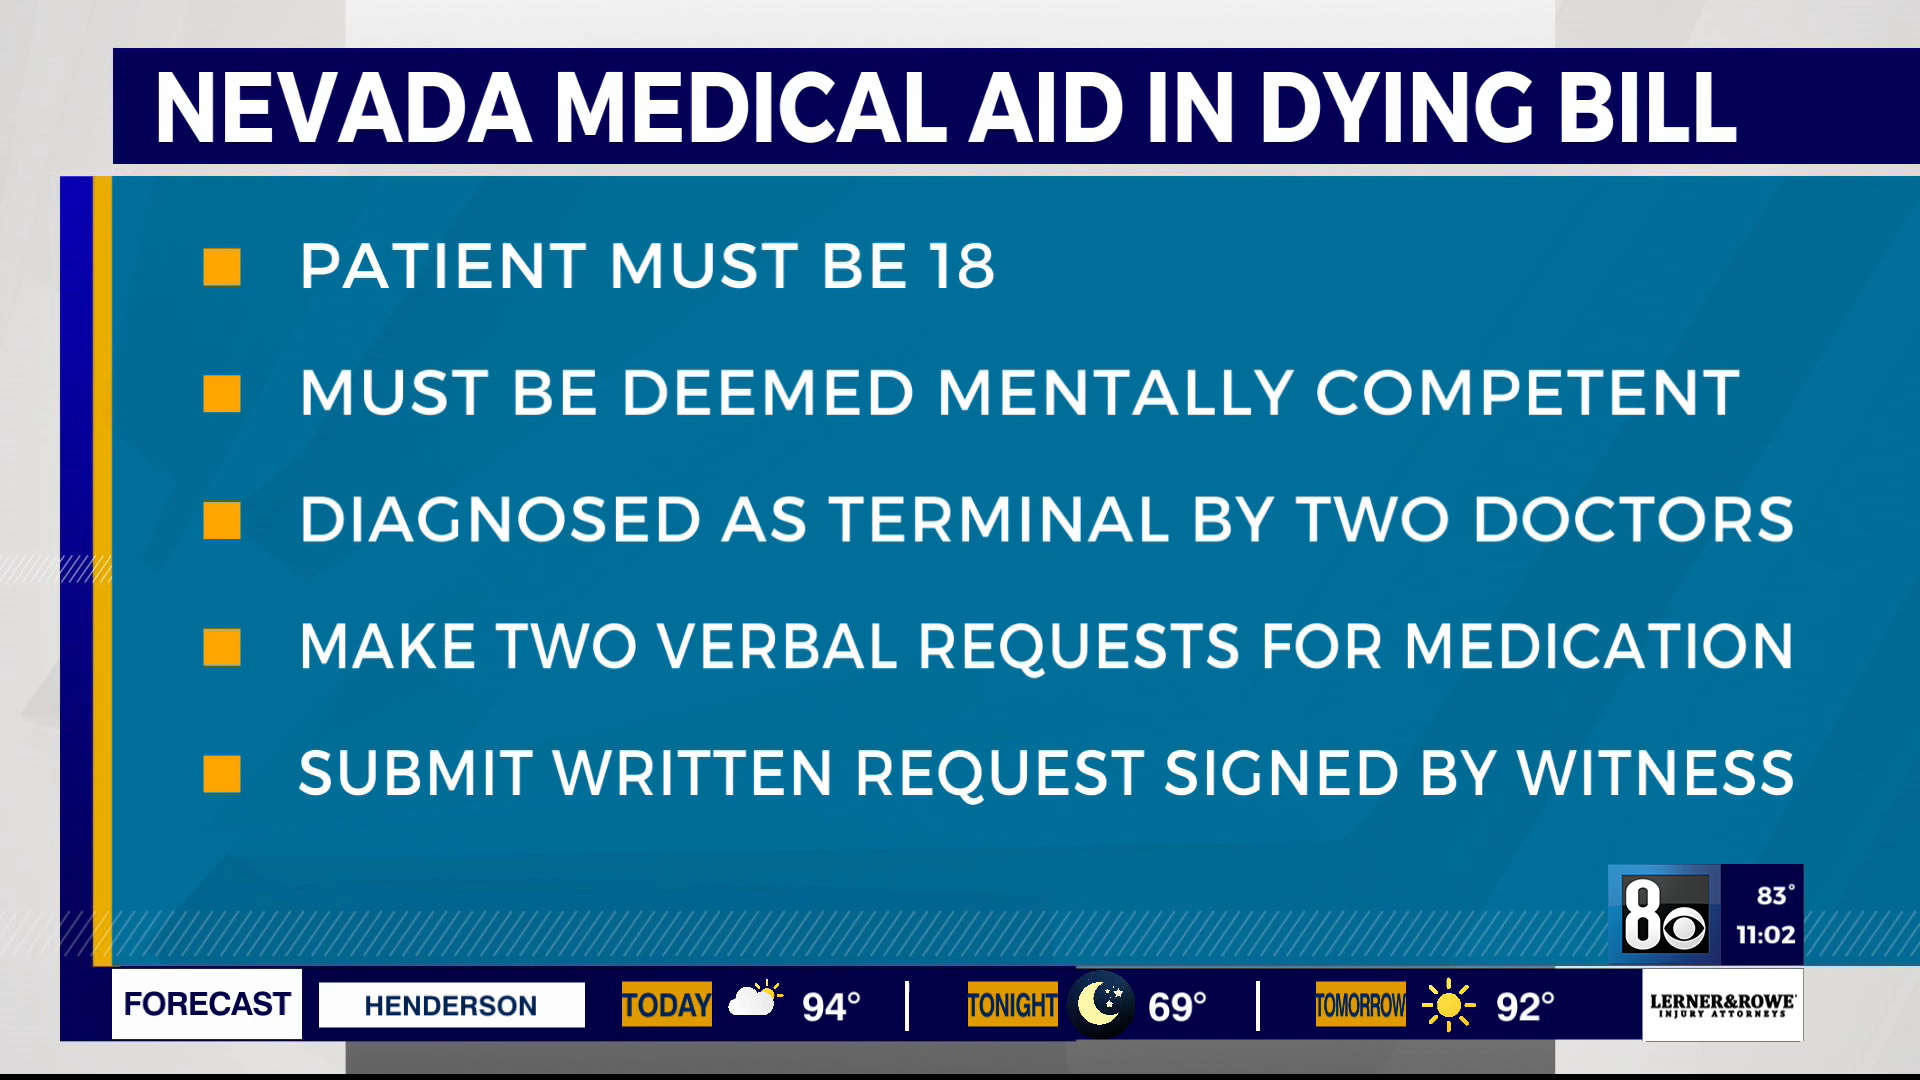 NEVADA MEDICAL AID IN DYING BILL
PATIENT MUST BE 18
MUST BE DEEMED MENTALLY COMPETENT
DIAGNOSED AS TERMINAL BY TWO DOCTORS
MAKE TWO VERBAL REQUESTS FOR MEDICATION
SUBMIT WRITTEN REQUEST SIGNED BY WITNESS
8
83°
11:02
FORECAST HENDERSON TODAY 94° TONIGHT 69° TOMORROW 92°
LERNER&ROWE
INJURY ATTORNEYS